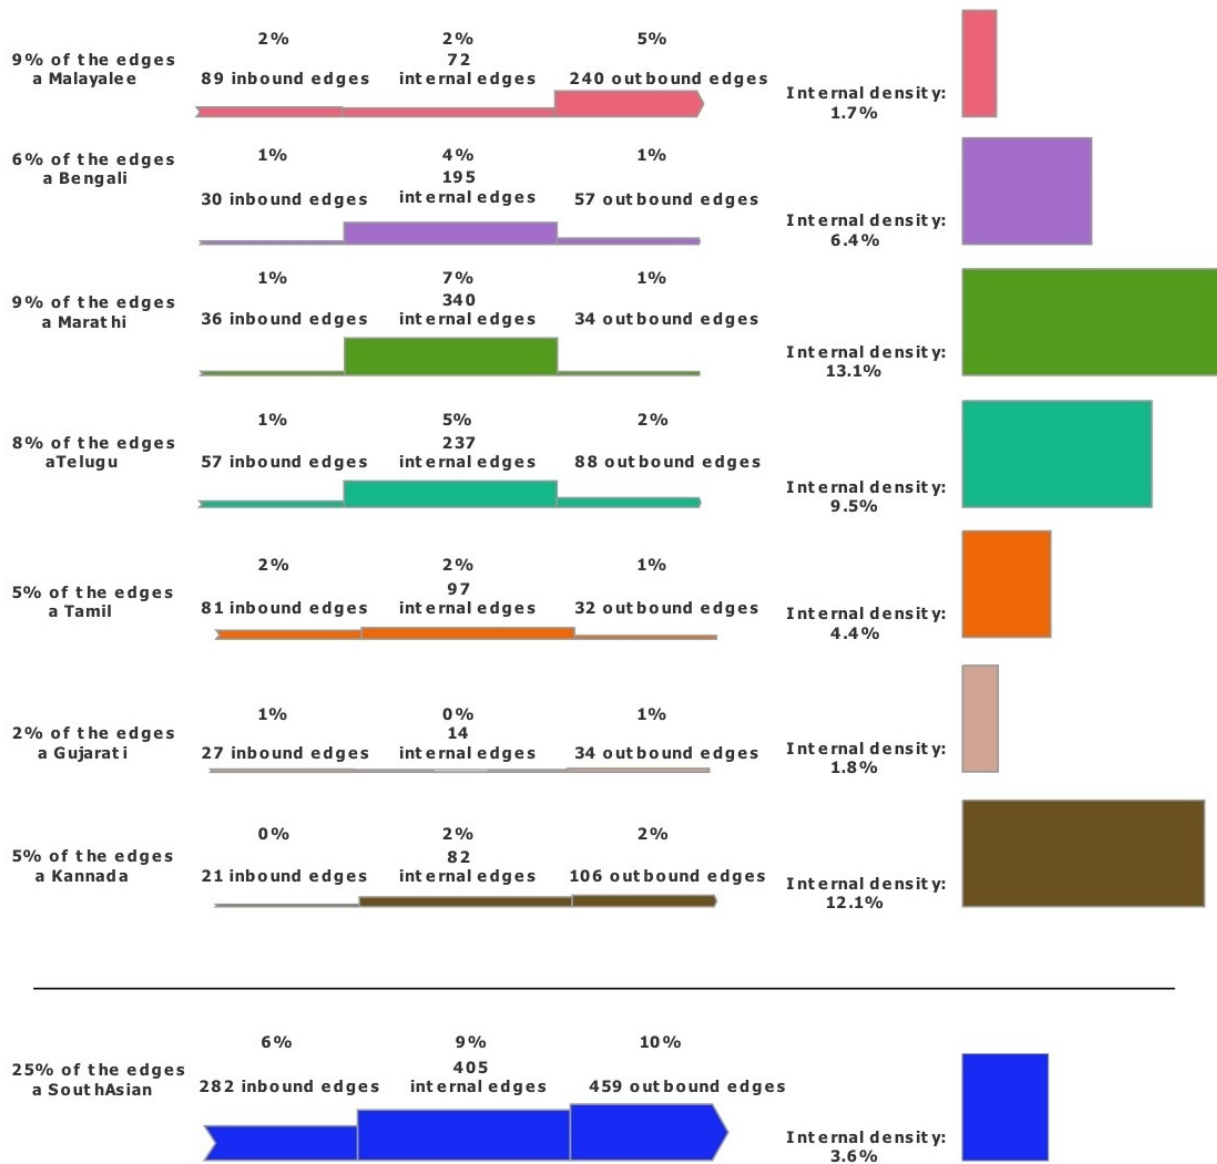 2% 2% 5%
9% of the edges 72
a Malayalee 89 inbound edges internal edges 240 outbound edges
Internal density:
1.7%
1% 4% 1%
6% of the edges 195
a Bengali 30 inbound edges internal edges 57 outbound edges
Internal density:
6.4%
1% 7% 1%
9% of the edges 340
a Marathi 36 inbound edges internal edges 34 outbound edges
Internal density:
13.1%
1% 5% 2%
8% of the edges 237
aTelugu 57 inbound edges internal edges 88 outbound edges
Internal density:
9.5%
2% 2% 1%
5% of the edges 97
a Tamil 81 inbound edges internal edges 32 outbound edges
Internal density:
4.4%
1% 0% 1%
2% of the edges 14
a Gujarati 27 inbound edges internal edges 34 outbound edges
Internal density:
1.8%
0% 2% 2%
5% of the edges 82
a Kannada 21 inbound edges internal edges 106 outbound edges
Internal density:
12.1%
6% 9% 10%
25% of the edges 405
a SouthAsian 282 inbound edges internal edges 459 outbound edges
Internal density:
3.6%